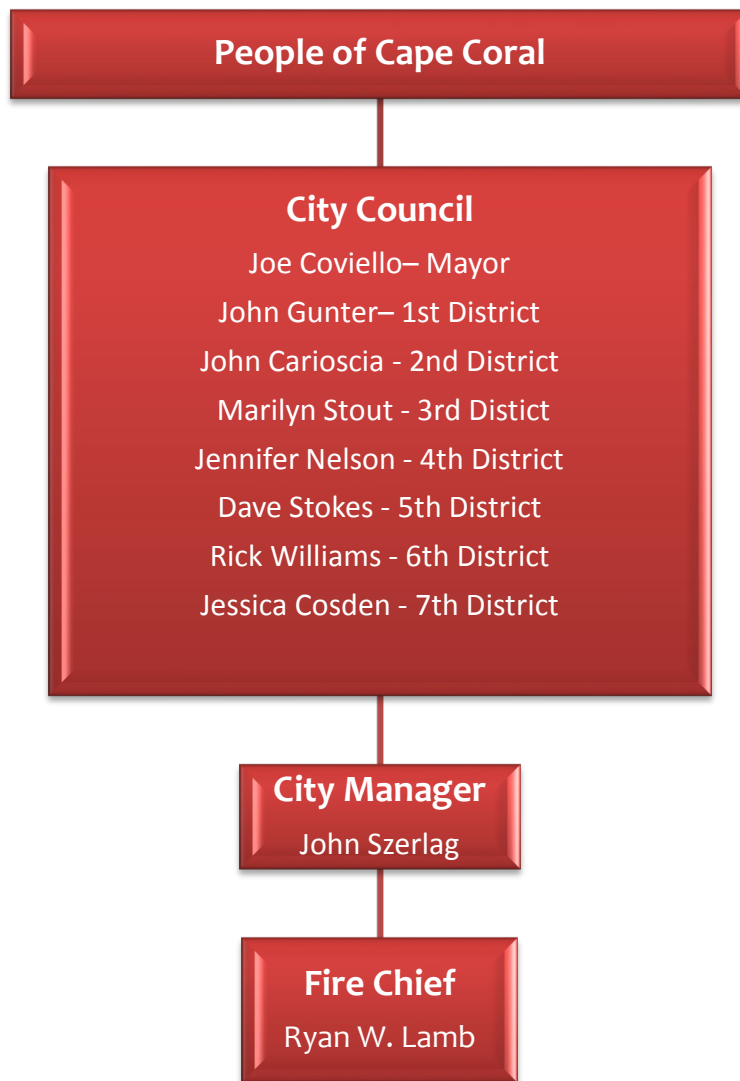 People of Cape Coral
City Council
Joe Coviello– Mayor
John Gunter– 1st District
John Carioscia - 2nd District
Marilyn Stout - 3rd Distict
Jennifer Nelson - 4th District
Dave Stokes - 5th District
Rick Williams - 6th District
Jessica Cosden - 7th District
City Manager
John Szerlag
Fire Chief
Ryan W. Lamb